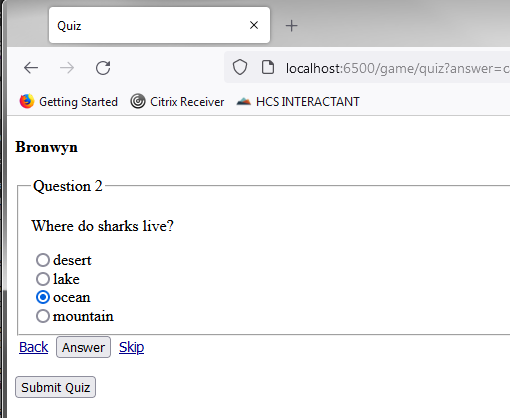 Quiz
localhost:6500/game/quiz?answer=c
Getting Started Citrix Receiver HCS INTERACTANT
Bronwyn
Question 2
Where do sharks live?
desert
lake
ocean
mountain
Back Answer Skip
Submit Quiz